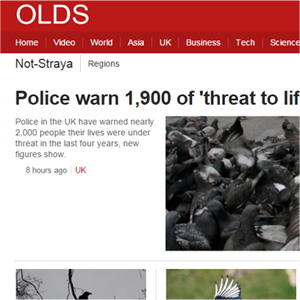 OLDS
Home Video World Asia UK Business Tech Science
Not-Straya Regions
Police warn 1,900 of 'threat to lif
Police in the UK have warned nearly
2,000 people their lives were under
threat in the last four years, new
figures show.
8 hours ago UK